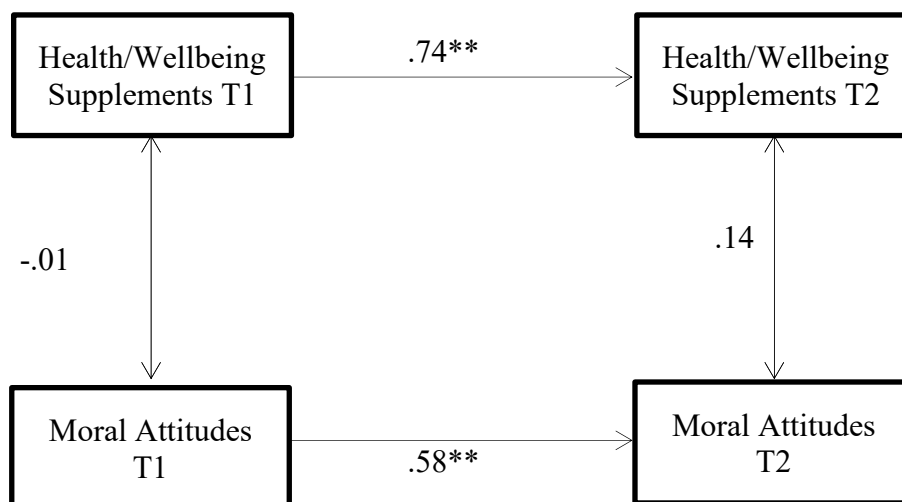 Health/Wellbeing
Supplements T1
.74**
Health/Wellbeing
Supplements T2
-.01
.14
Moral Attitudes
T1
.58**
Moral Attitudes
T2